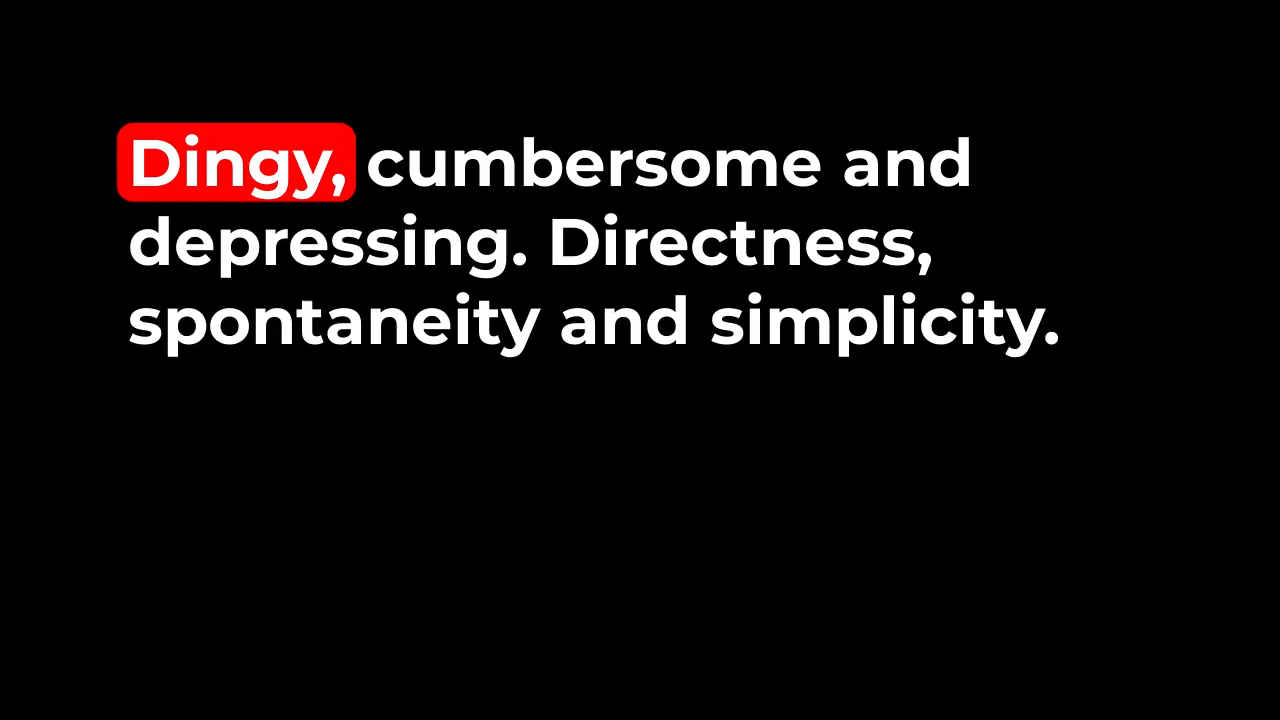 Dingy, cumbersome and
depressing. Directness,
spontaneity and simplicity.